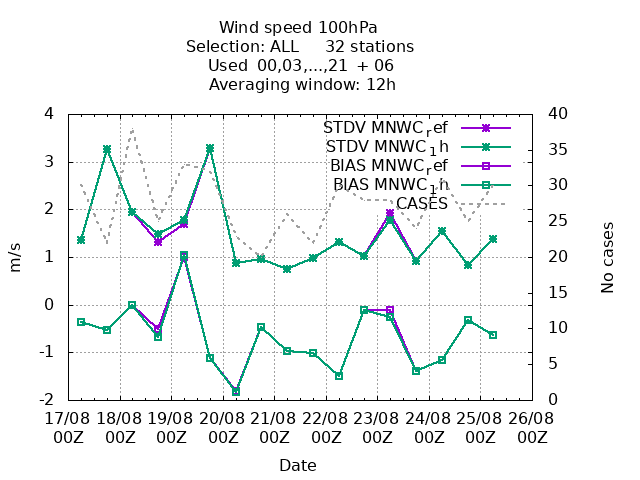 Wind speed 100hPa
Selection: ALL 32 stations
Used 00,03,...,21 + 06
Averaging window: 12h
STDV MNWC_ref
STDV MNWC_1h
BIAS MNWC_ref
BIAS MNWC_1h
CASES
4
3
2
1
0
-1
-2
40
35
30
25
20
15
10
5
0
m/s
No cases
17/08 18/08 19/08 20/08 21/08 22/08 23/08 24/08 25/08 26/08
00Z 00Z 00Z 00Z 00Z 00Z 00Z 00Z 00Z 00Z
Date